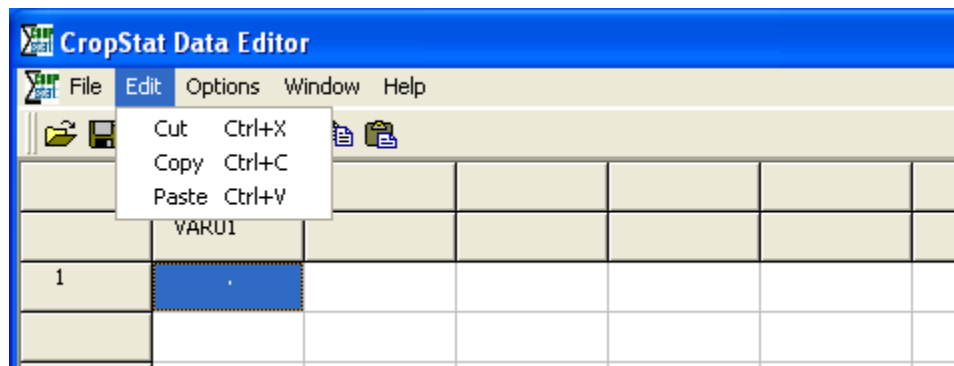 CropStat Data Editor
File Edit Options Window Help
Cut Ctrl+X
Copy Ctrl+C
Paste Ctrl+V
VAR01
1